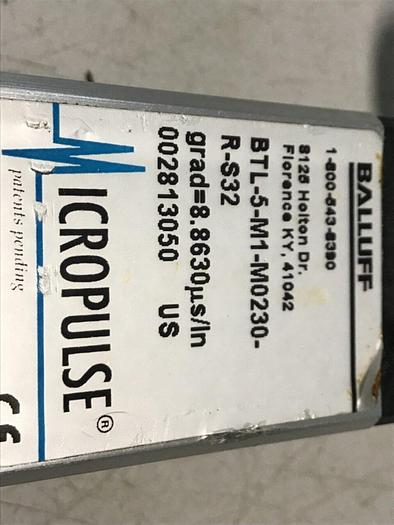 BALLUFF
1-800-543-8390
8125 Holton Dr.
Florence KY, 41042
BTL-5-M1-M0230-
R-S32
grad=8.8630µs/in
002813050 US
MICROPULSE®
patents pending
CE